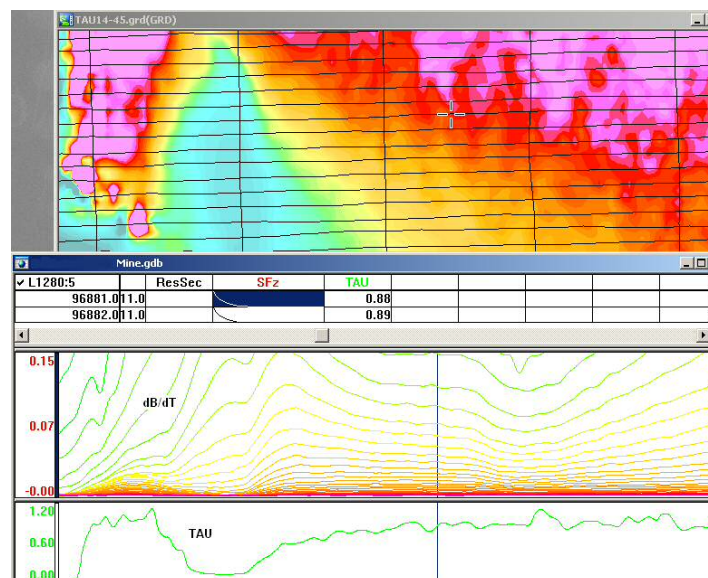 TAU14-45.grd(GRD)
Mine.gdb
✔ L1280:5 ResSec SFz TAU
96881.0 11.0 0.88
96882.0 11.0 0.89
0.15
dB/dT
0.07
-0.00
1.20
TAU
0.60
0.00